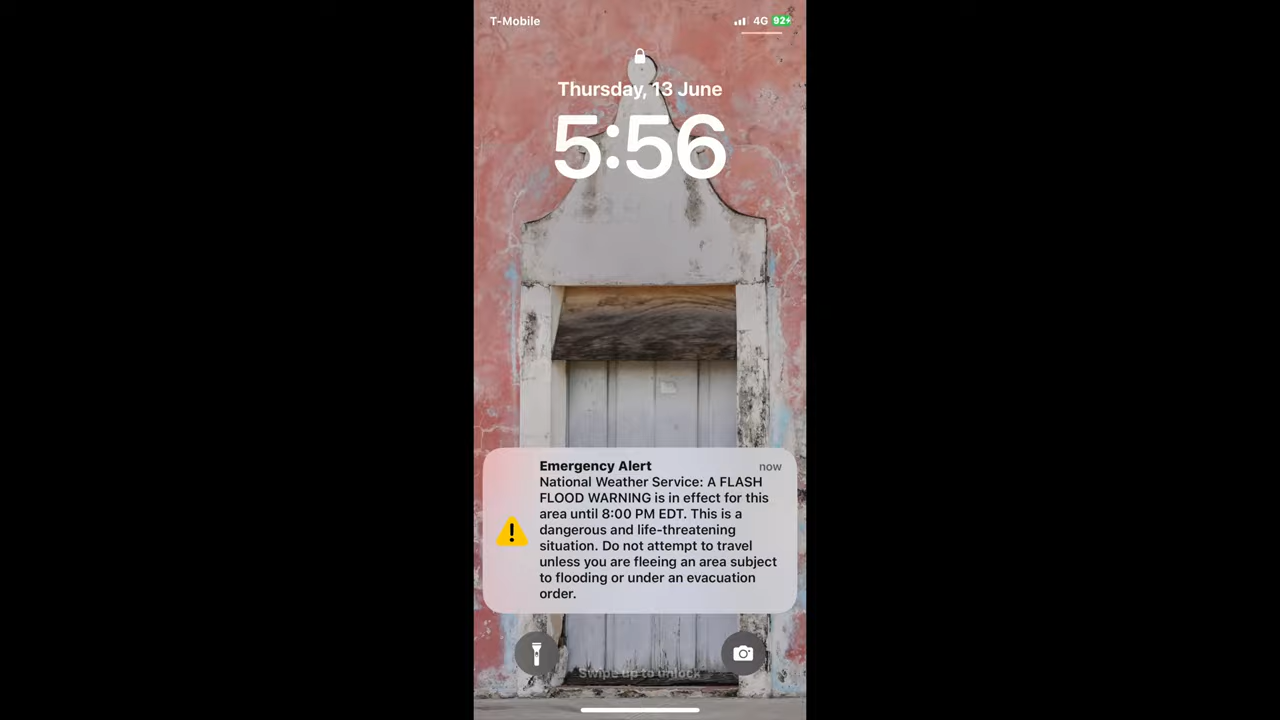 T-Mobile 4G 92
Thursday, 13 June
5:56
Emergency Alert now
National Weather Service: A FLASH
FLOOD WARNING is in effect for this
area until 8:00 PM EDT. This is a
dangerous and life-threatening
situation. Do not attempt to travel
unless you are fleeing an area subject
to flooding or under an evacuation
order.
Swipe up to unlock